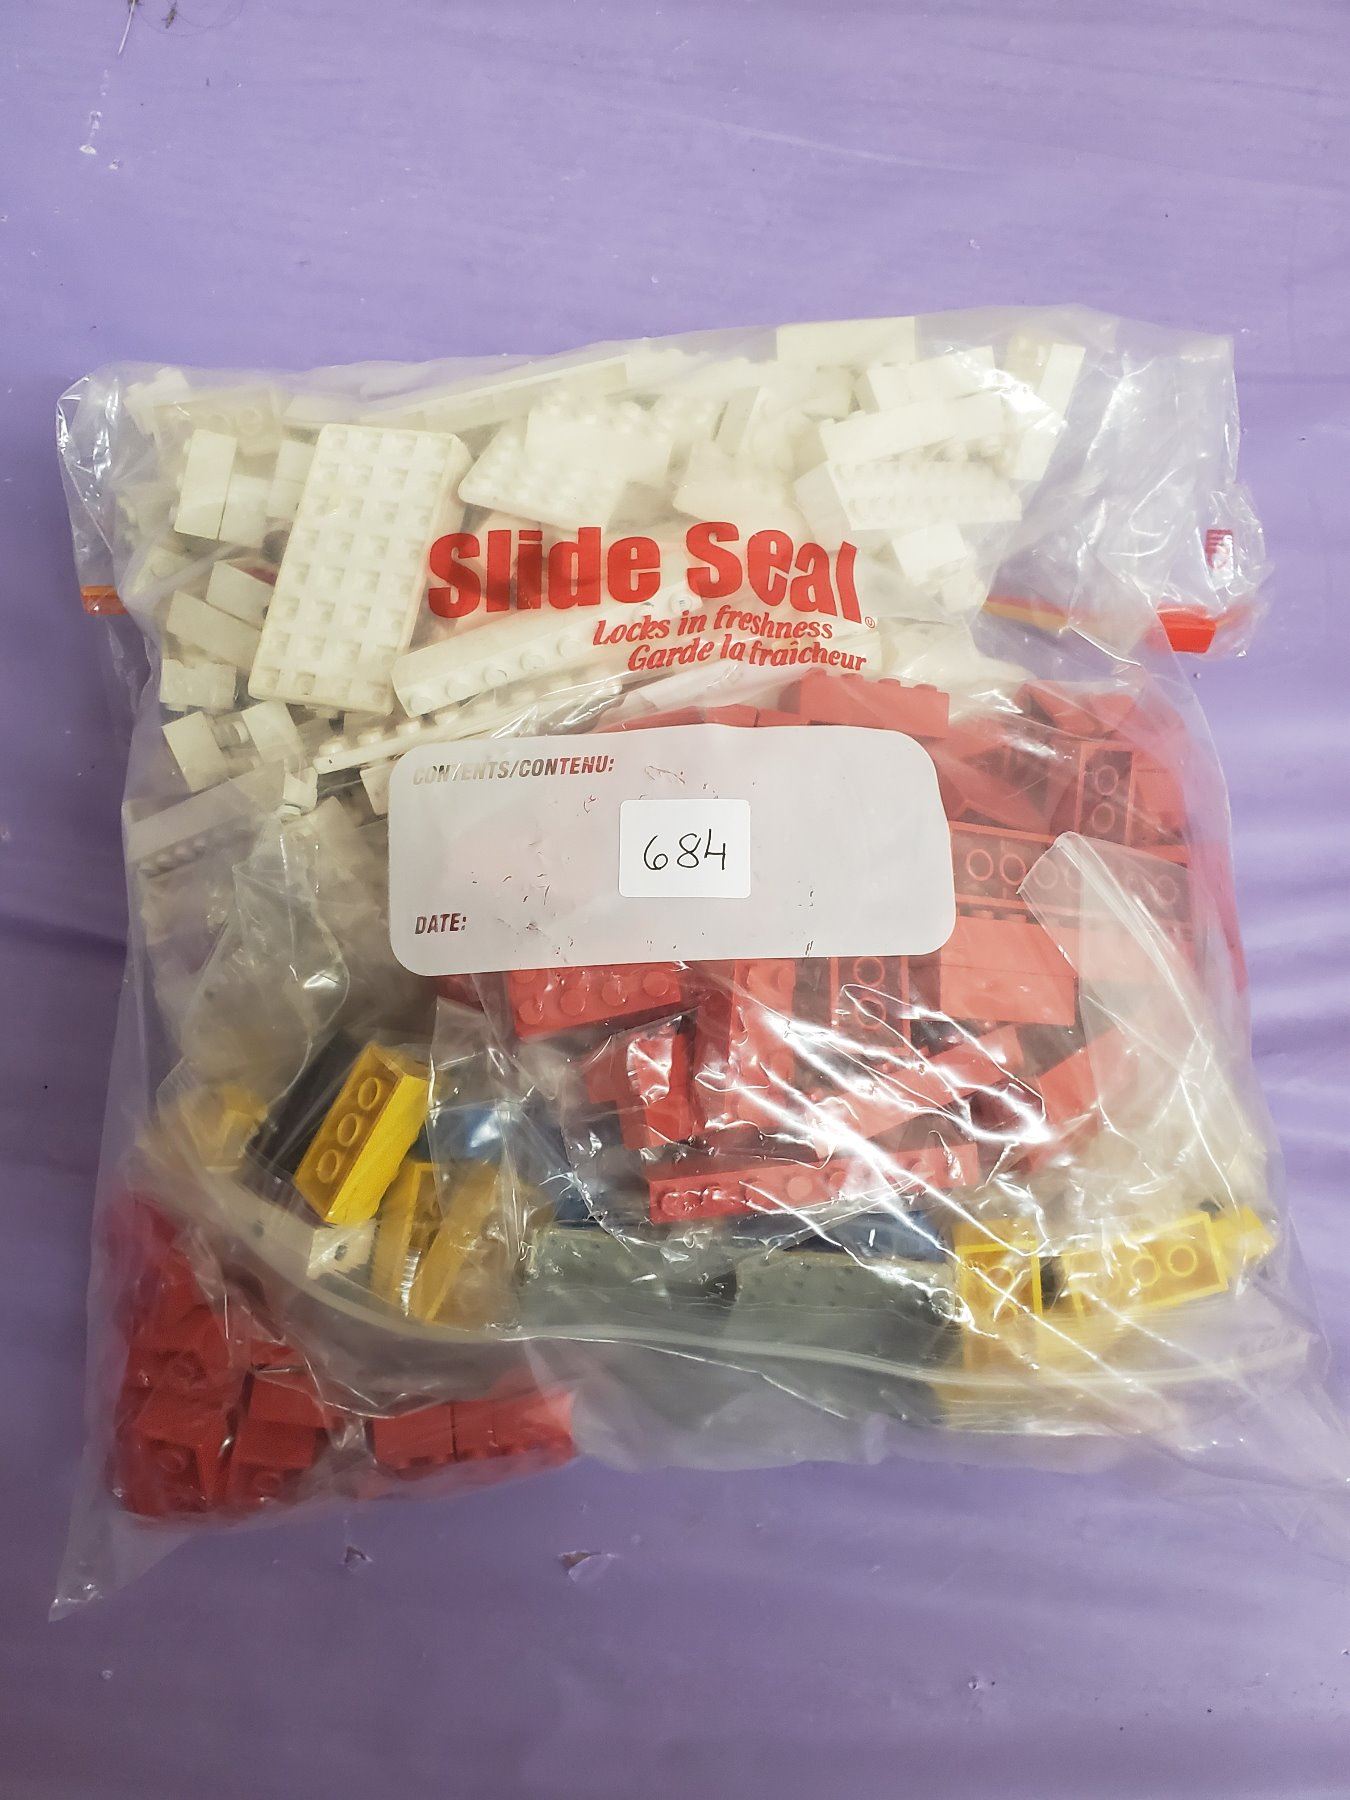 Slide Seal®
Locks in freshness
Garde la fraîcheur
CONTENTS/CONTENU:
684
DATE: